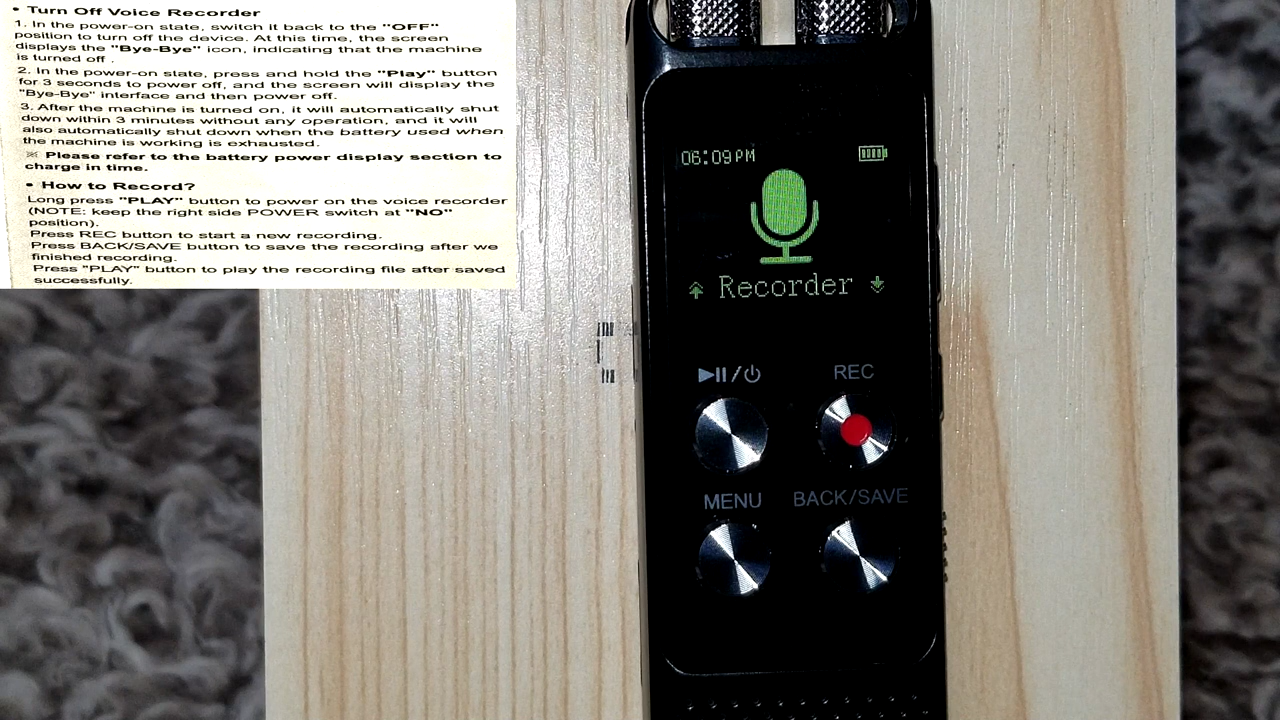 • Turn Off Voice Recorder
1. In the power-on state, switch it back to the "OFF"
position to turn off the device. At this time, the screen
displays the "Bye-Bye" icon, indicating that the machine
is turned off .
2. In the power-on state, press and hold the "Play" button
for 3 seconds to power off, and the screen will display the
"Bye-Bye" interface and then power off.
3. After the machine is turned on, it will automatically shut
down within 3 minutes without any operation, and it will
also automatically shut down when the battery used when
the machine is working is exhausted.
※ Please refer to the battery power display section to
charge in time.
• How to Record?
Long press "PLAY" button to power on the voice recorder
(NOTE: keep the right side POWER switch at "NO"
position).
Press REC button to start a new recording.
Press BACK/SAVE button to save the recording after we
finished recording.
Press "PLAY" button to play the recording file after saved
successfully.
06:09PM
Recorder
REC
MENU
BACK/SAVE